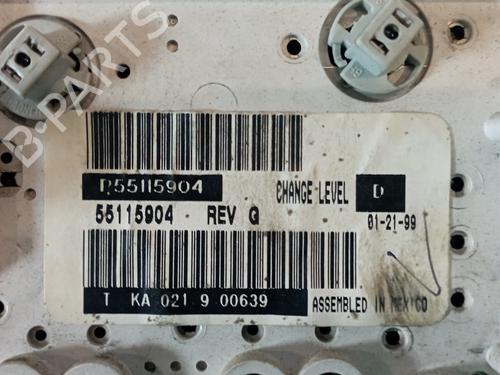 B-PARTS
P55115904
CHANGE LEVEL D
55115904 REV G
01-21-99
T KA 021 9 00639
ASSEMBLED IN MEXICO